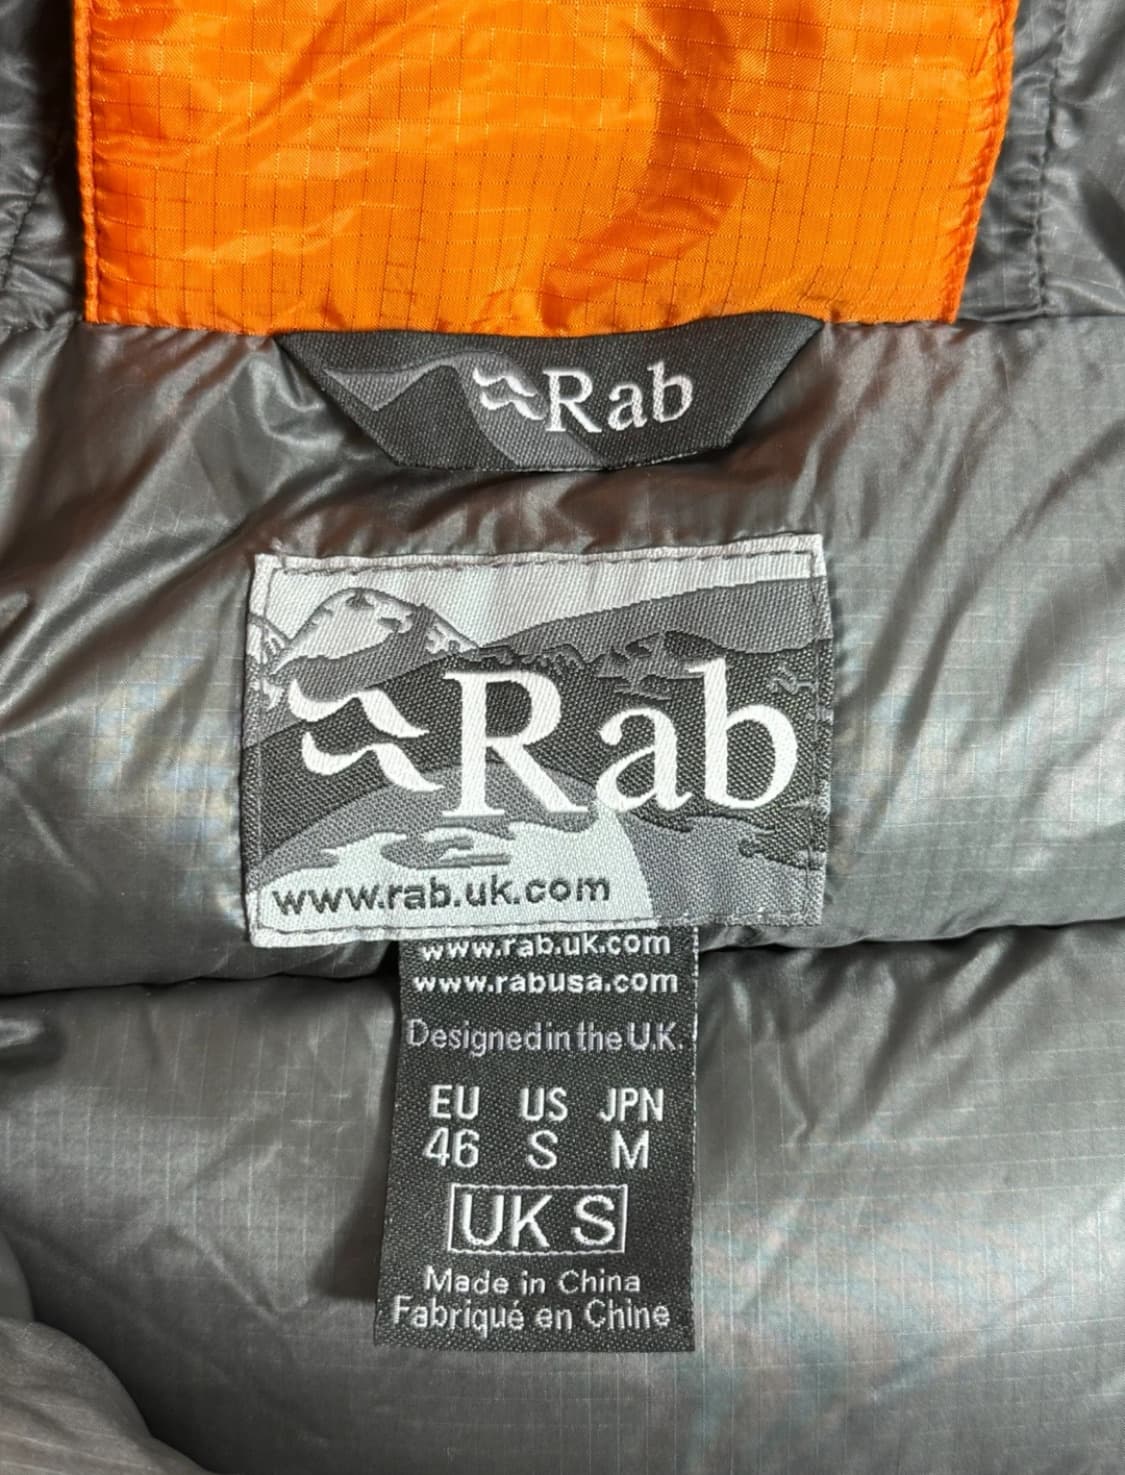 Rab
Rab
www.rab.uk.com
www.rab.uk.com
www.rabusa.com
Designed in the U.K.
EU US JPN
46 S M
UK S
Made in China
Fabriqué en Chine